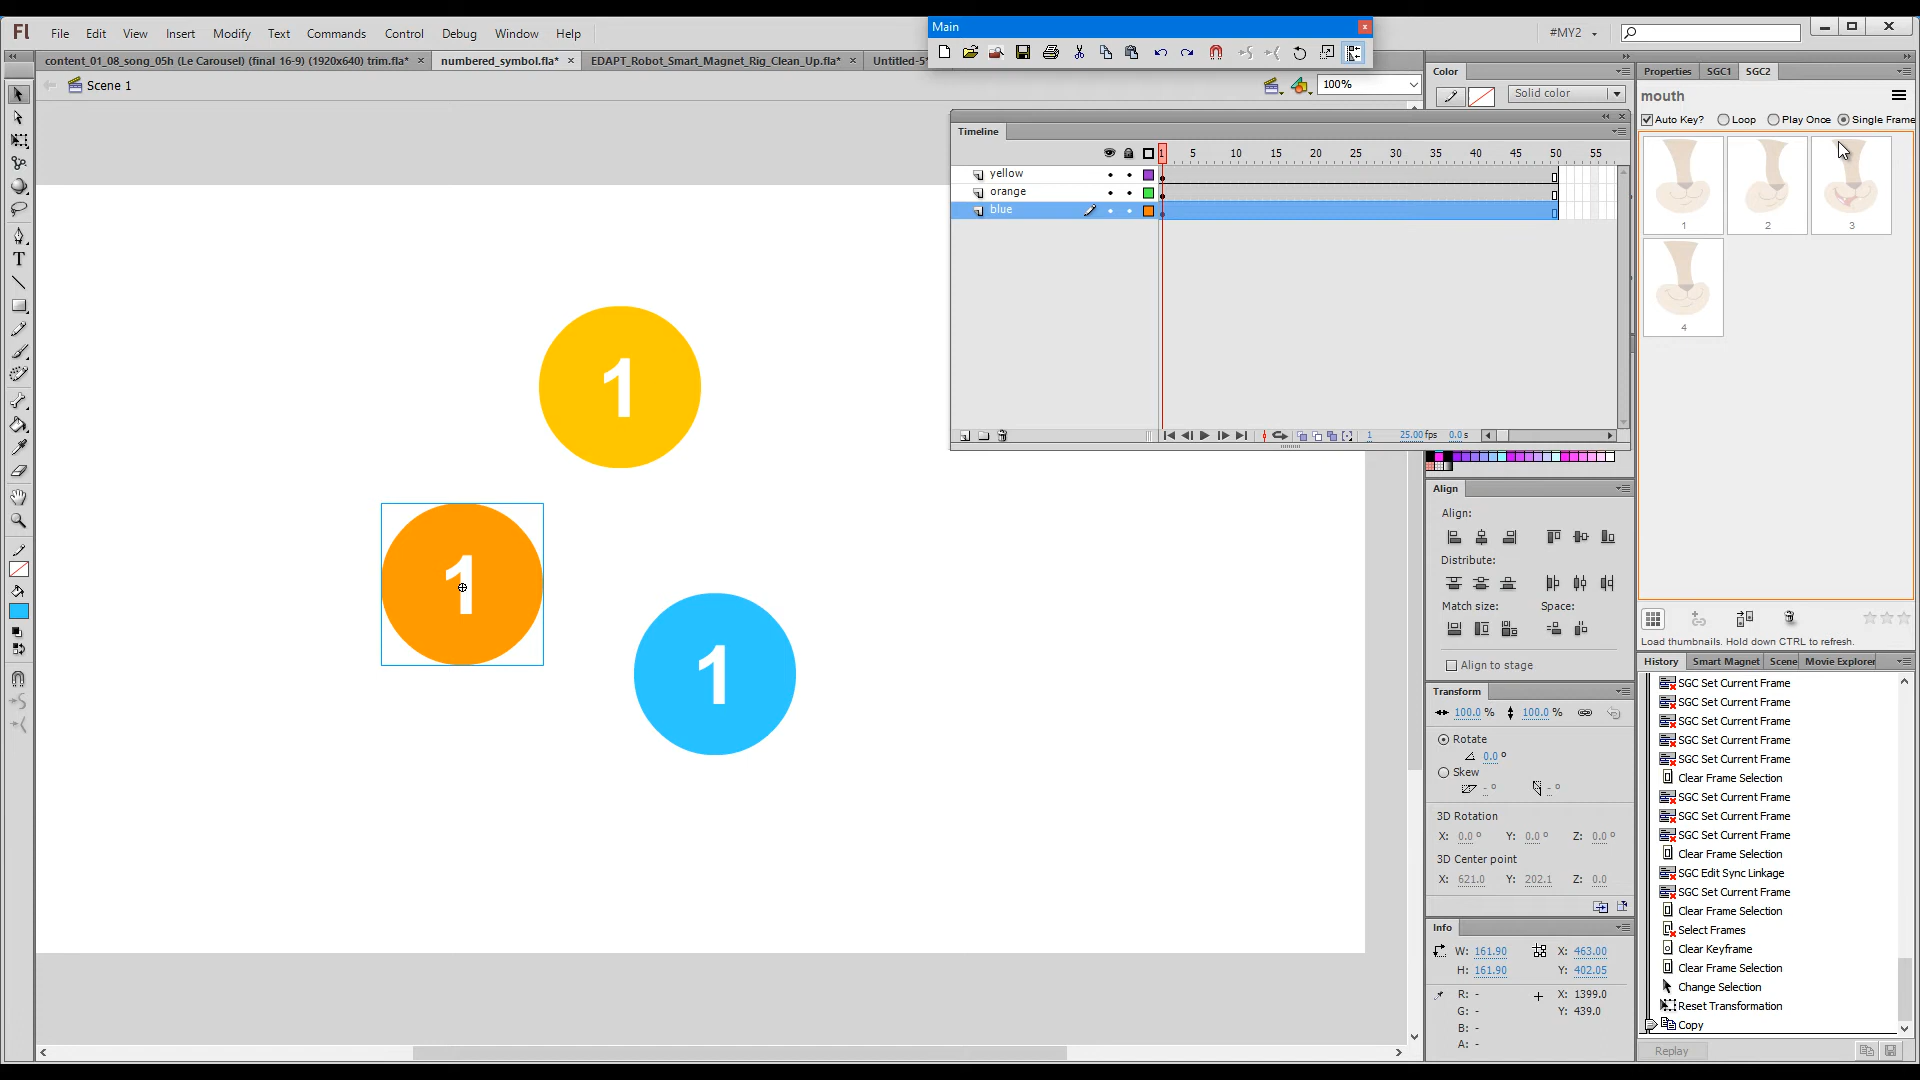 Main
Fl File Edit View Insert Modify Text Commands Control Debug Window Help
#MY2
content_01_08_song_05h (Le Carousel) (final 16-9) (1920x640) trim.fla* numbered_symbol.fla* EDAPT_Robot_Smart_Magnet_Rig_Clean_Up.fla* Untitled-5*
Scene 1
100%
Timeline
1 5 10 15 20 25 30 35 40 45 50 55
yellow
orange
blue
1 25.00 fps 0.0 s
1
1
1
Color
Solid color
Align
Align:
Distribute:
Match size: Space:
Align to stage
Transform
100.0 % 100.0 %
Rotate
0.0 °
Skew
- ° - °
3D Rotation
X: 0.0 ° Y: 0.0 ° Z: 0.0 °
3D Center point
X: 621.0 Y: 202.1 Z: 0.0
Info
W: 161.90 X: 463.00
H: 161.90 Y: 402.05
R: - X: 1399.0
G: - Y: 439.0
B: -
A: -
Properties SGC1 SGC2
mouth
Auto Key? Loop Play Once Single Frame
1 2 3
4
Load thumbnails. Hold down CTRL to refresh.
History Smart Magnet Scene Movie Explorer
SGC Set Current Frame
SGC Set Current Frame
SGC Set Current Frame
SGC Set Current Frame
SGC Set Current Frame
Clear Frame Selection
SGC Set Current Frame
SGC Set Current Frame
SGC Set Current Frame
Clear Frame Selection
SGC Edit Sync Linkage
SGC Set Current Frame
Clear Frame Selection
Select Frames
Clear Keyframe
Clear Frame Selection
Change Selection
Reset Transformation
Copy
Replay